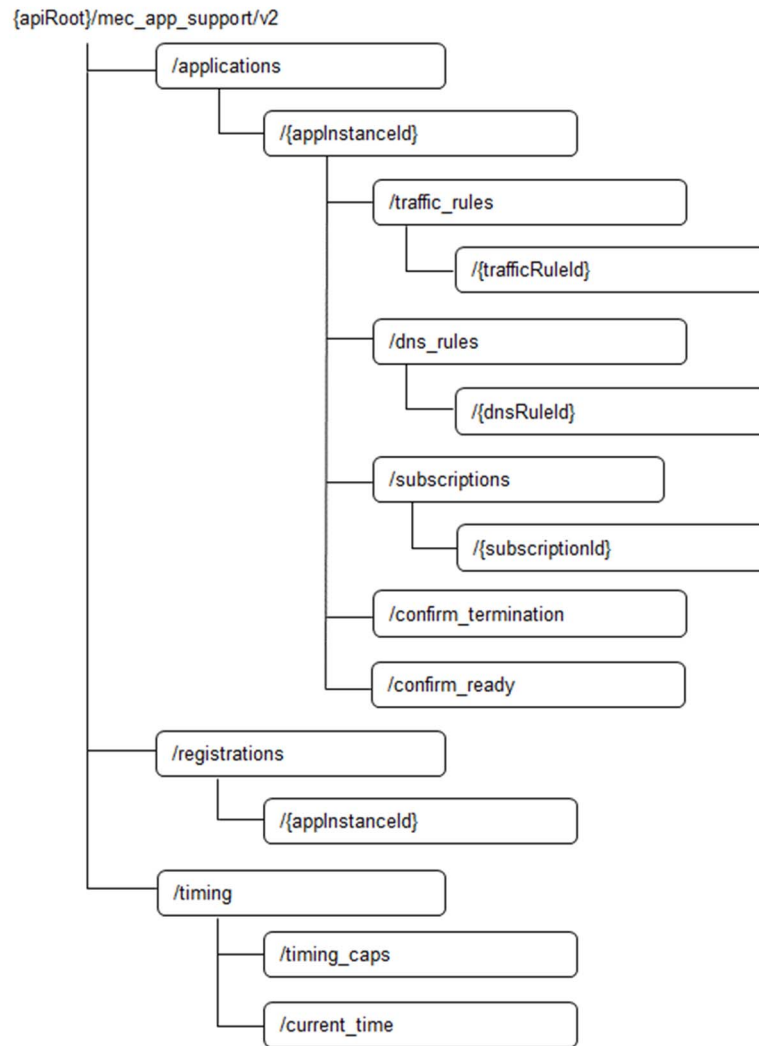 {apiRoot}/mec_app_support/v2
/applications
/{appInstanceId}
/traffic_rules
/{trafficRuleId}
/dns_rules
/{dnsRuleId}
/subscriptions
/{subscriptionId}
/confirm_termination
/confirm_ready
/registrations
/{appInstanceId}
/timing
/timing_caps
/current_time